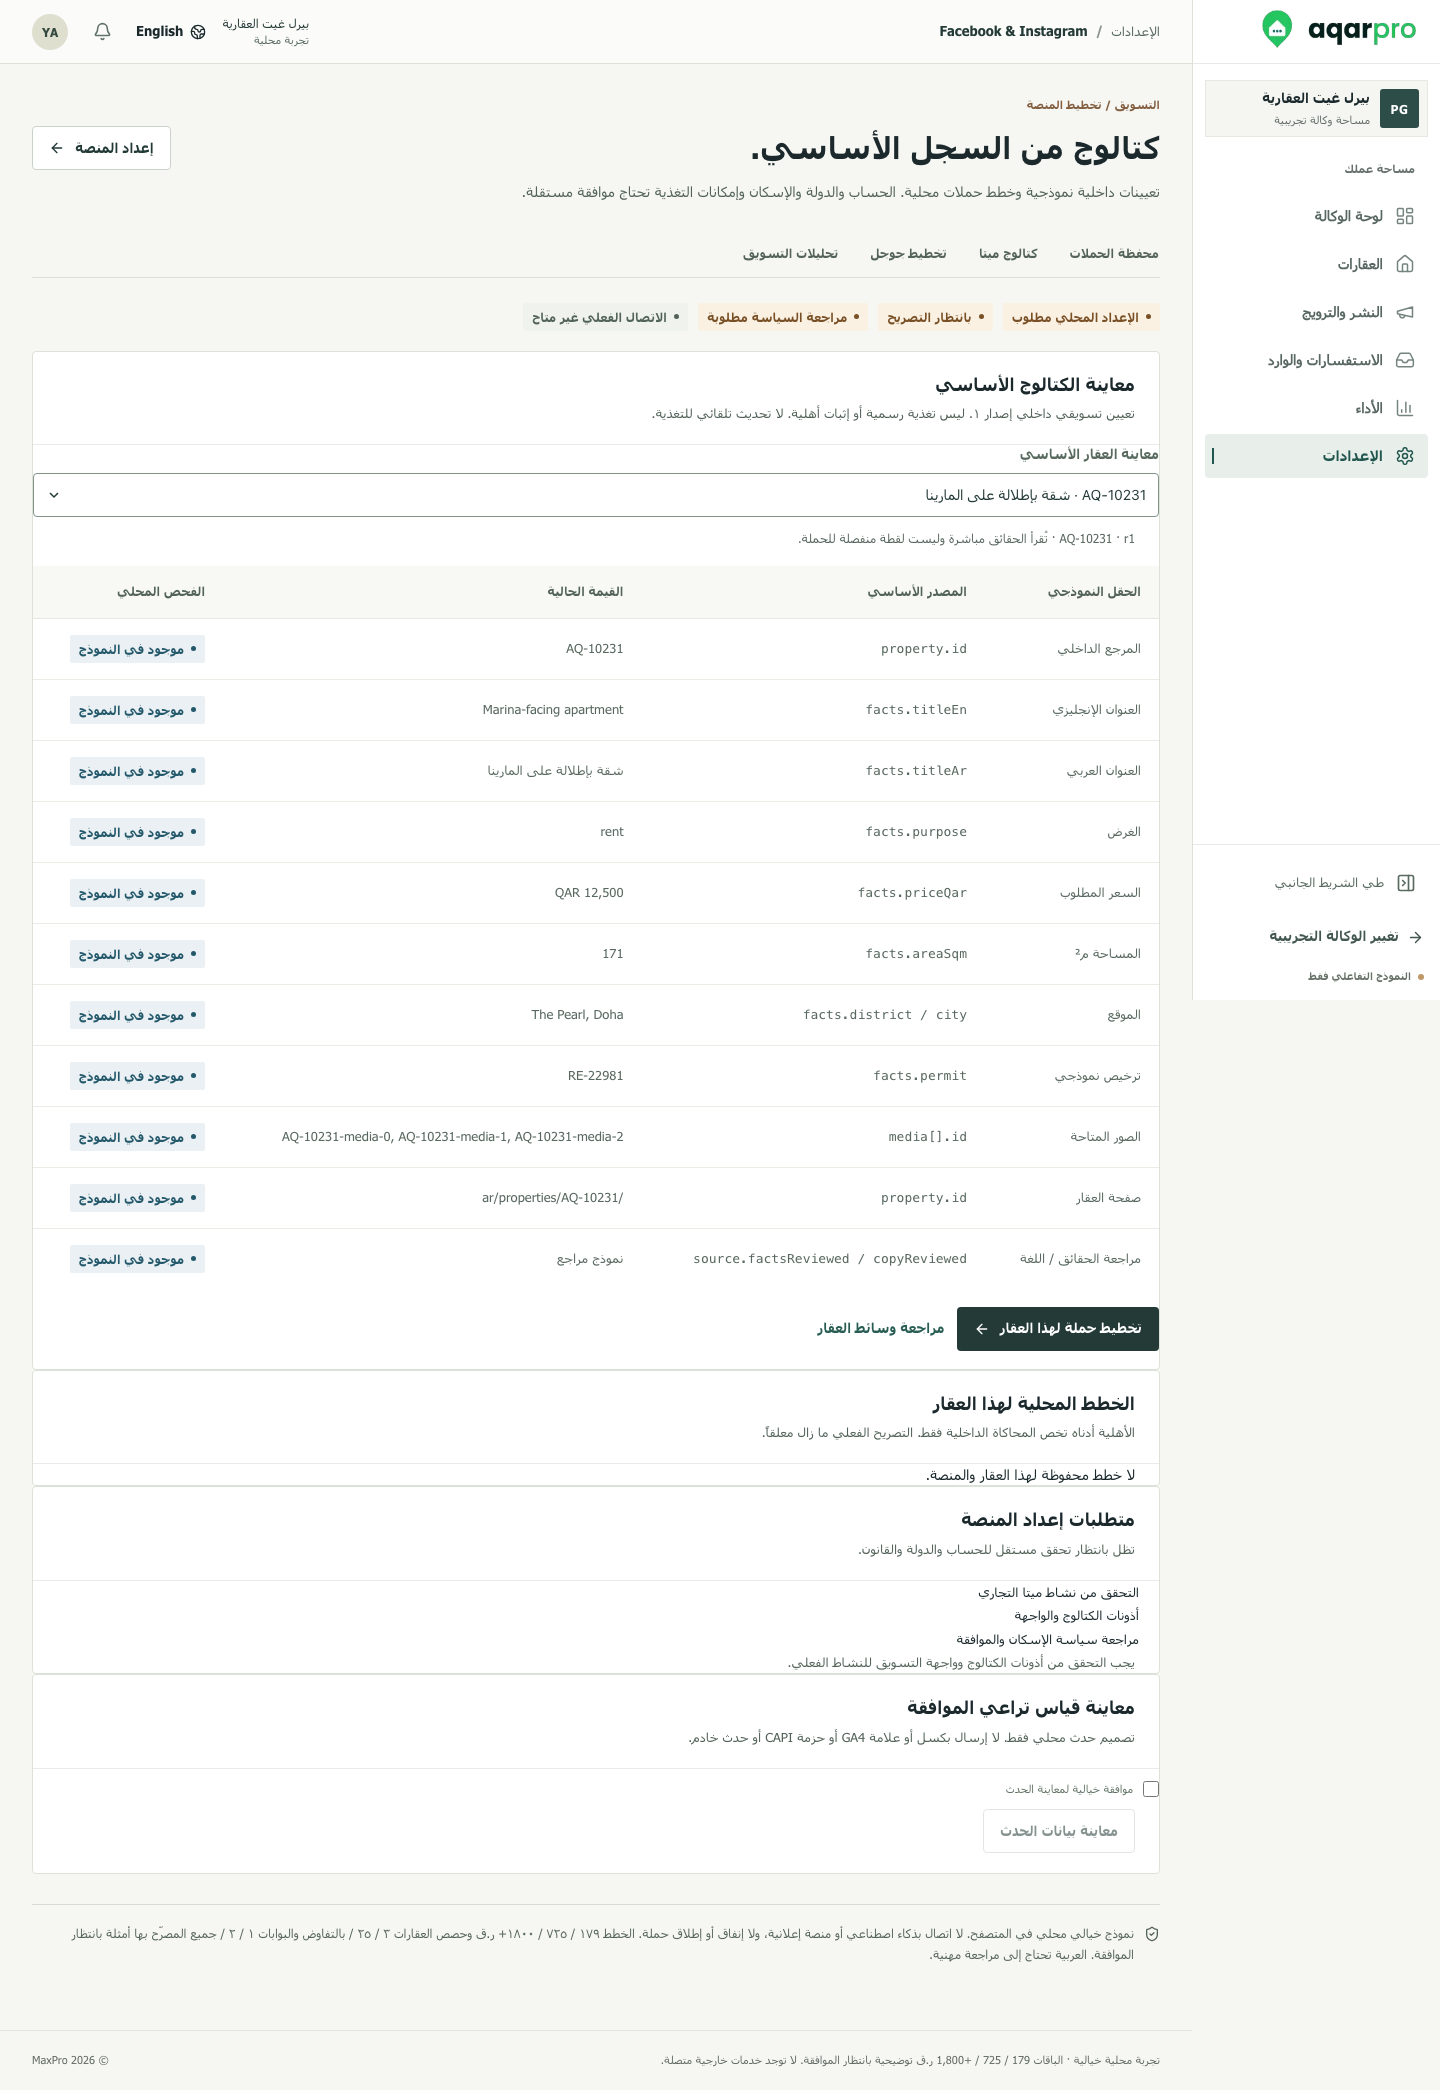 aqarpro
PG
بيرل غيت العقارية
مساحة وكالة تجريبية
مساحة عملك
لوحة الوكالة
العقارات
النشر والترويج
الاستفسارات والوارد
الأداء
الإعدادات
طي الشريط الجانبي
تغيير الوكالة التجريبية
النموذج التفاعلي فقط
الإعدادات / Facebook & Instagram
بيرل غيت العقارية
تجربة محلية
English
YA
التسويق / تخطيط المنصة
كتالوج من السجل الأساسي.
تعيينات داخلية نموذجية وخطط حملات محلية. الحساب والدولة والإسكان وإمكانات التغذية تحتاج موافقة مستقلة.
إعداد المنصة
محفظة الحملات
كتالوج ميتا
تخطيط جوجل
تحليلات التسويق
الإعداد المحلي مطلوب
بانتظار التصريح
مراجعة السياسة مطلوبة
الاتصال الفعلي غير متاح
معاينة الكتالوج الأساسي
تعيين تسويقي داخلي إصدار ١. ليس تغذية رسمية أو إثبات أهلية. لا تحديث تلقائي للتغذية.
معاينة العقار الأساسي
AQ-10231 · شقة بإطلالة على المارينا
AQ-10231 · r1 · تُقرأ الحقائق مباشرة وليست لقطة منفصلة للحملة.
الحقل النموذجي المصدر الأساسي القيمة الحالية الفحص المحلي
المرجع الداخلي property.id AQ-10231 موجود في النموذج
العنوان الإنجليزي facts.titleEn Marina-facing apartment موجود في النموذج
العنوان العربي facts.titleAr شقة بإطلالة على المارينا موجود في النموذج
الغرض facts.purpose rent موجود في النموذج
السعر المطلوب facts.priceQar QAR 12,500 موجود في النموذج
المساحة م² facts.areaSqm 171 موجود في النموذج
الموقع facts.district / city The Pearl, Doha موجود في النموذج
ترخيص نموذجي facts.permit RE-22981 موجود في النموذج
الصور المتاحة media[].id AQ-10231-media-0, AQ-10231-media-1, AQ-10231-media-2 موجود في النموذج
صفحة العقار property.id ar/properties/AQ-10231/ موجود في النموذج
مراجعة الحقائق / اللغة source.factsReviewed / copyReviewed نموذج مراجع موجود في النموذج
تخطيط حملة لهذا العقار
مراجعة وسائط العقار
الخطط المحلية لهذا العقار
الأهلية أدناه تخص المحاكاة الداخلية فقط. التصريح الفعلي ما زال معلقاً.
لا خطط محفوظة لهذا العقار والمنصة.
متطلبات إعداد المنصة
تظل بانتظار تحقق مستقل للحساب والدولة والقانون.
التحقق من نشاط ميتا التجاري
أذونات الكتالوج والواجهة
مراجعة سياسة الإسكان والموافقة
يجب التحقق من أذونات الكتالوج وواجهة التسويق للنشاط الفعلي.
معاينة قياس تراعي الموافقة
تصميم حدث محلي فقط. لا إرسال بكسل أو علامة GA4 أو حزمة CAPI أو حدث خادم.
موافقة خيالية لمعاينة الحدث
معاينة بيانات الحدث
نموذج خيالي محلي في المتصفح. لا اتصال بذكاء اصطناعي أو منصة إعلانية، ولا إنفاق أو إطلاق حملة. الخطط ١٧٩ / ٧٢٥ / ١٨٠٠+ ر.ق وحصص العقارات ٣ / ٢٥ / بالتفاوض والبوابات ١ / ٢ / جميع المصرّح بها أمثلة بانتظار
الموافقة. العربية تحتاج إلى مراجعة مهنية.
تجربة محلية خيالية · الباقات 179 / 725 / 1,800+ ر.ق توضيحية بانتظار الموافقة. لا توجد خدمات خارجية متصلة.
© 2026 MaxPro